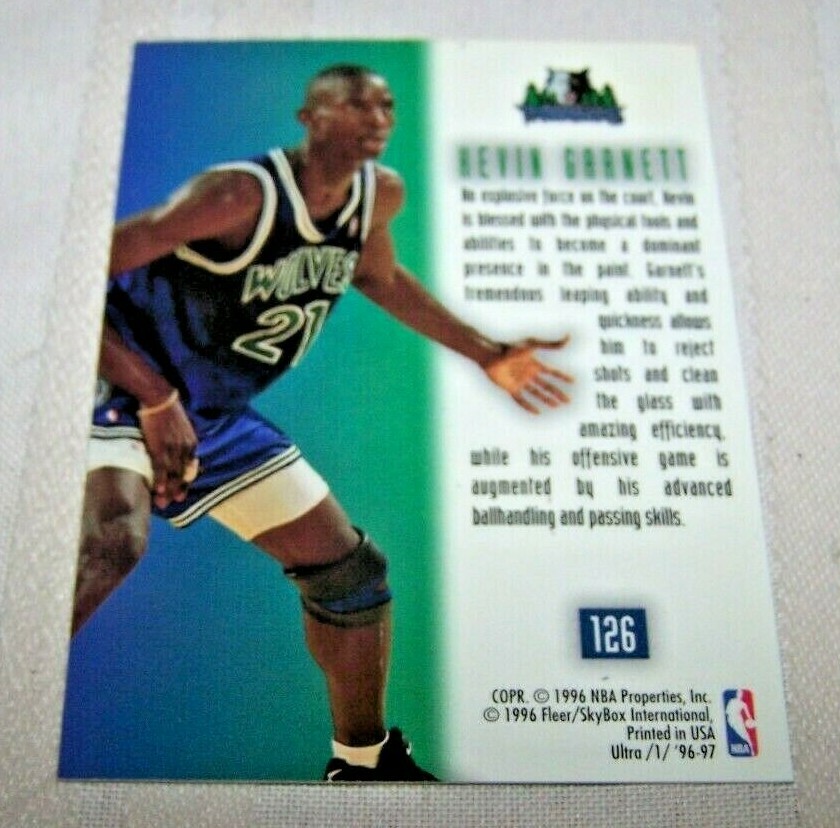 KEVIN GARNETT
An explosive force on the court, Kevin
is blessed with the physical tools and
abilities to become a dominant
presence in the paint. Garnett's
tremendous leaping ability and
quickness allows
him to reject
shots and clean
the glass with
amazing efficiency,
while his offensive game is
augmented by his advanced
ballhandling and passing skills.
WOLVES
21
126
COPR. © 1996 NBA Properties, Inc.
© 1996 Fleer/SkyBox International,
Printed in USA
Ultra /1/ '96-97
NBA